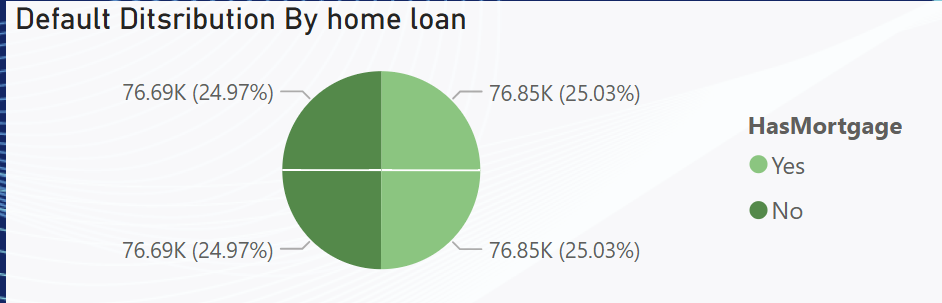 Default Ditsribution By home loan
76.69K (24.97%)
76.85K (25.03%)
HasMortgage
Yes
No
76.69K (24.97%)
76.85K (25.03%)